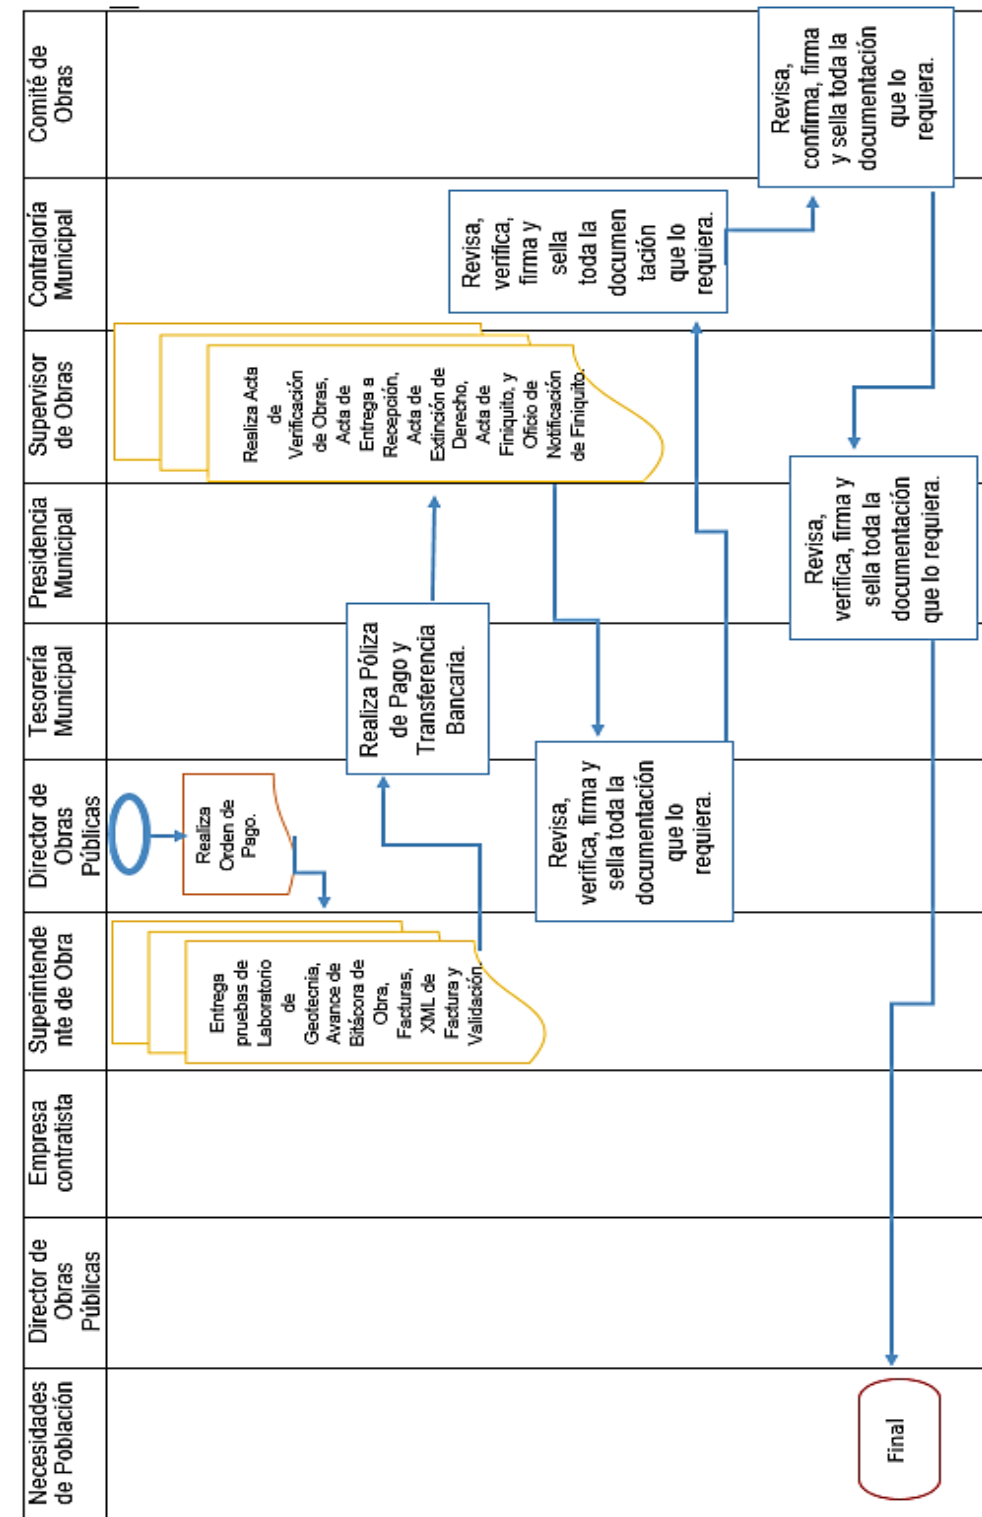 Necesidades
de Población
Director de
Obras
Públicas
Empresa
contratista
Superintende
nte de Obra
Director de
Obras
Públicas
Tesorería
Municipal
Presidencia
Municipal
Supervisor
de Obras
Contraloría
Municipal
Comité de
Obras
Realiza
Orden de
Pago.
Entrega
pruebas de
Laboratorio
de
Geotecnia,
Avance de
Bitácora de
Obra,
Facturas,
XML de
Factura y
Validación.
Realiza Póliza
de Pago y
Transferencia
Bancaria.
Realiza Acta
de
Verificación
de Obras,
Acta de
Entrega a
Recepción,
Acta de
Extinción de
Derecho,
Acta de
Finiquito, y
Oficio de
Notificación
de Finiquito.
Revisa,
verifica, firma y
sella toda la
documentación
que lo
requiera.
Revisa,
verifica,
firma y
sella
toda la
documen
tación
que lo
requiera.
Revisa,
confirma, firma
y sella toda la
documentación
que lo
requiera.
Revisa,
verifica, firma y
sella toda la
documentación
que lo requiera.
Final